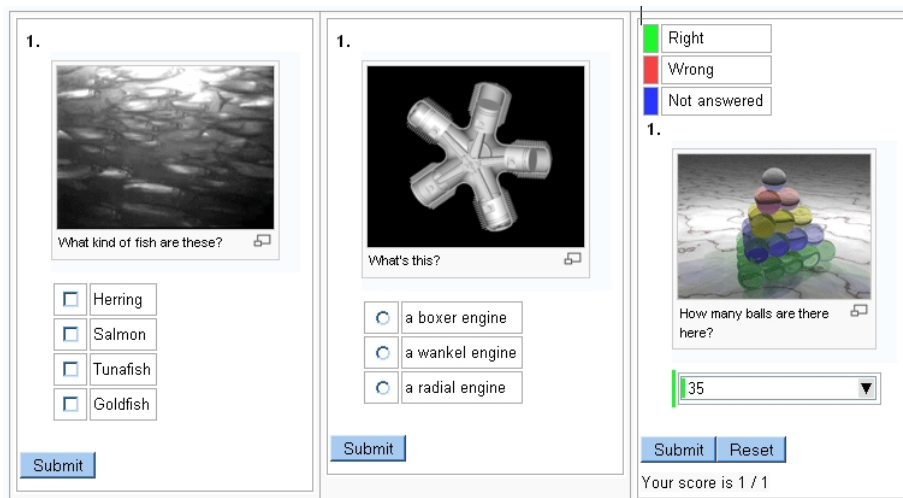 1.
What kind of fish are these?
Herring
Salmon
Tunafish
Goldfish
Submit
1.
What's this?
a boxer engine
a wankel engine
a radial engine
Submit
Right
Wrong
Not answered
1.
How many balls are there
here?
35
Submit Reset
Your score is 1 / 1